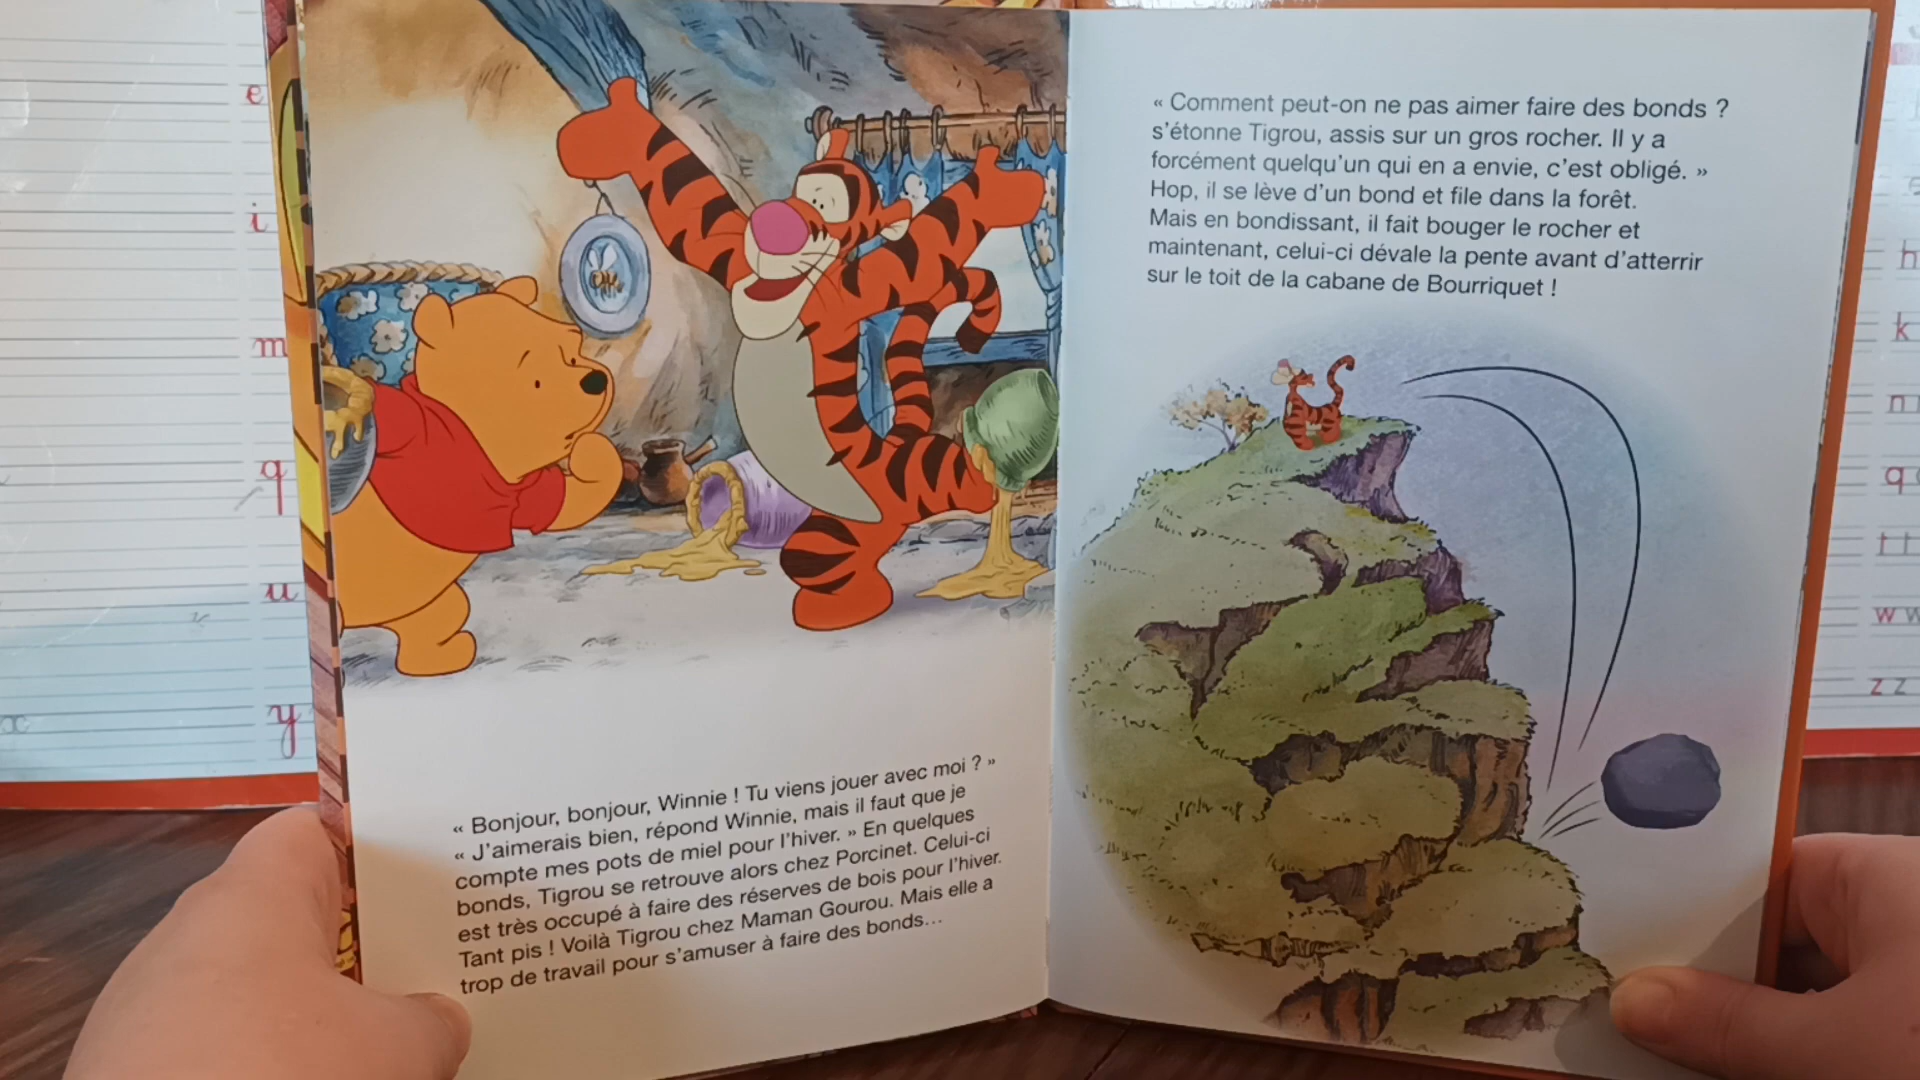 e
i
m
q
u
y
x
« Bonjour, bonjour, Winnie ! Tu viens jouer avec moi ? »
« J'aimerais bien, répond Winnie, mais il faut que je
compte mes pots de miel pour l'hiver. » En quelques
bonds, Tigrou se retrouve alors chez Porcinet. Celui-ci
est très occupé à faire des réserves de bois pour l'hiver.
Tant pis ! Voilà Tigrou chez Maman Gourou. Mais elle a
trop de travail pour s'amuser à faire des bonds…
« Comment peut-on ne pas aimer faire des bonds ?
s'étonne Tigrou, assis sur un gros rocher. Il y a
forcément quelqu'un qui en a envie, c'est obligé. »
Hop, il se lève d'un bond et file dans la forêt.
Mais en bondissant, il fait bouger le rocher et
maintenant, celui-ci dévale la pente avant d'atterrir
sur le toit de la cabane de Bourriquet !
h
k
n
q
t t
w w
z z